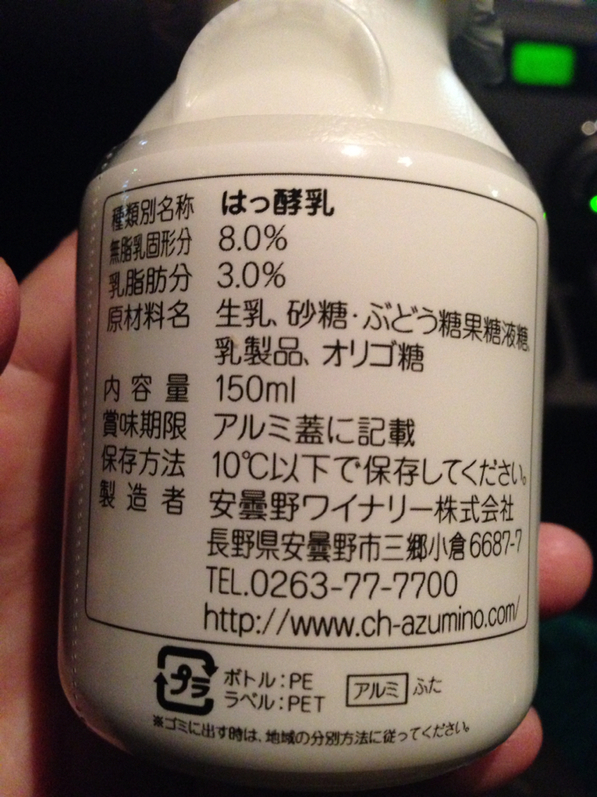 種類別名称 はっ酵乳
無脂乳固形分 8.0%
乳脂肪分 3.0%
原材料名 生乳、砂糖・ぶどう糖果糖液糖、
乳製品、オリゴ糖
内容量 150ml
賞味期限 アルミ蓋に記載
保存方法 10℃以下で保存してください。
製造者 安曇野ワイナリー株式会社
長野県安曇野市三郷小倉6687-7
TEL.0263-77-7700
http://www.ch-azumino.com/
プラ ボトル:PE
ラベル:PET
アルミ ふた
※ゴミに出す時は、地域の分別方法に従ってください。